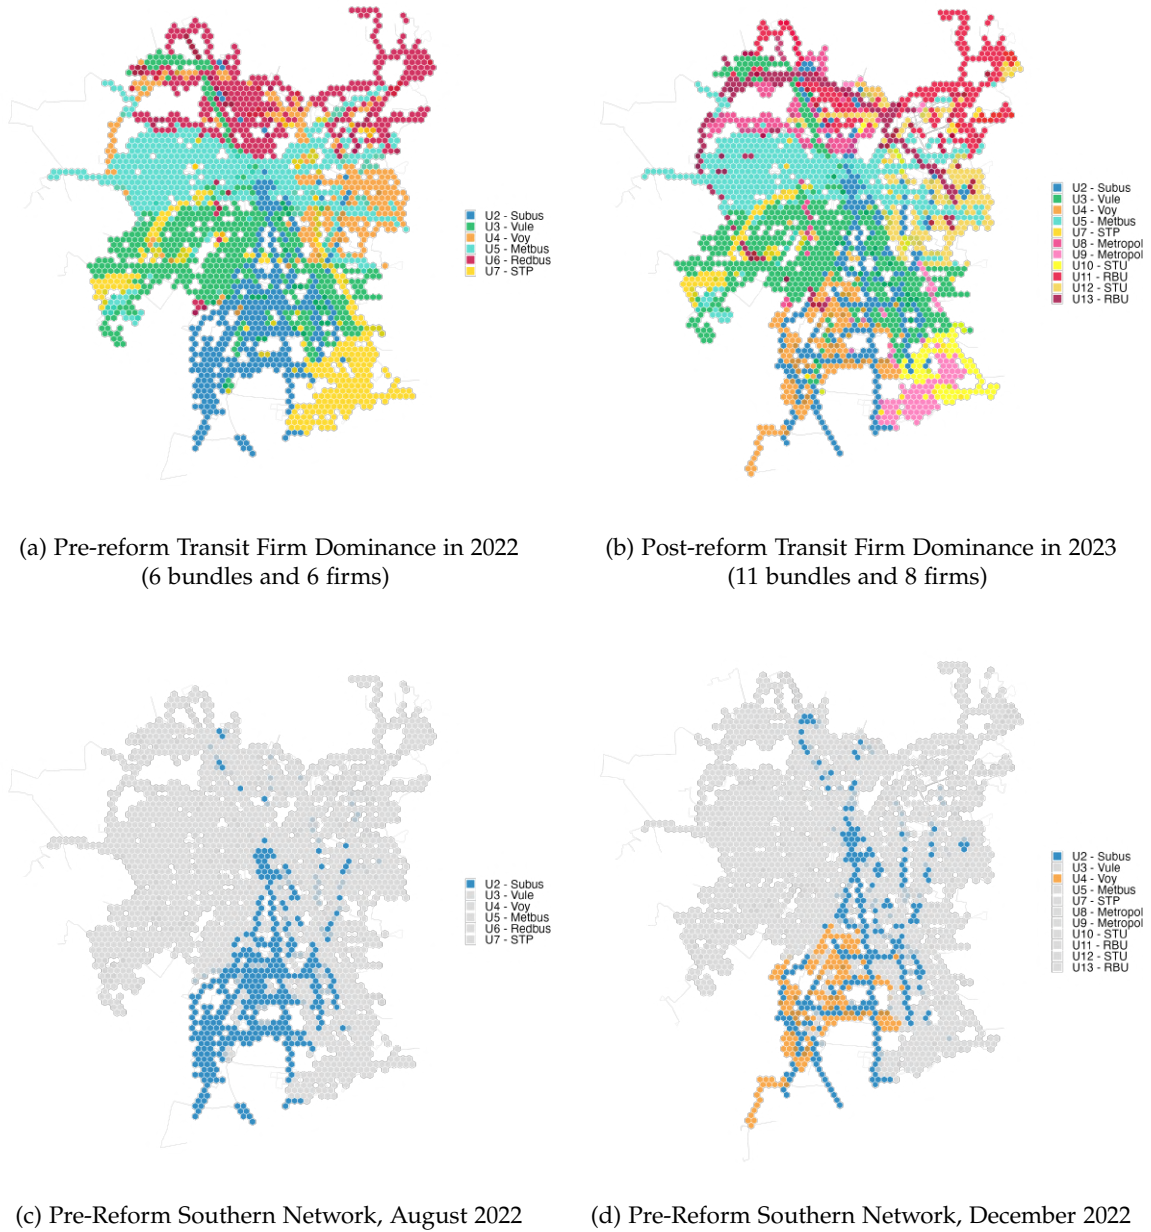 U2 - Subus
U3 - Vule
U4 - Voy
U5 - Metbus
U6 - Redbus
U7 - STP
U2 - Subus
U3 - Vule
U4 - Voy
U5 - Metbus
U7 - STP
U8 - Metropol
U9 - Metropol
U10 - STU
U11 - RBU
U12 - STU
U13 - RBU
(a) Pre-reform Transit Firm Dominance in 2022
(6 bundles and 6 firms)
(b) Post-reform Transit Firm Dominance in 2023
(11 bundles and 8 firms)
U2 - Subus
U3 - Vule
U4 - Voy
U5 - Metbus
U6 - Redbus
U7 - STP
U2 - Subus
U3 - Vule
U4 - Voy
U5 - Metbus
U7 - STP
U8 - Metropol
U9 - Metropol
U10 - STU
U11 - RBU
U12 - STU
U13 - RBU
(c) Pre-Reform Southern Network, August 2022
(d) Pre-Reform Southern Network, December 2022